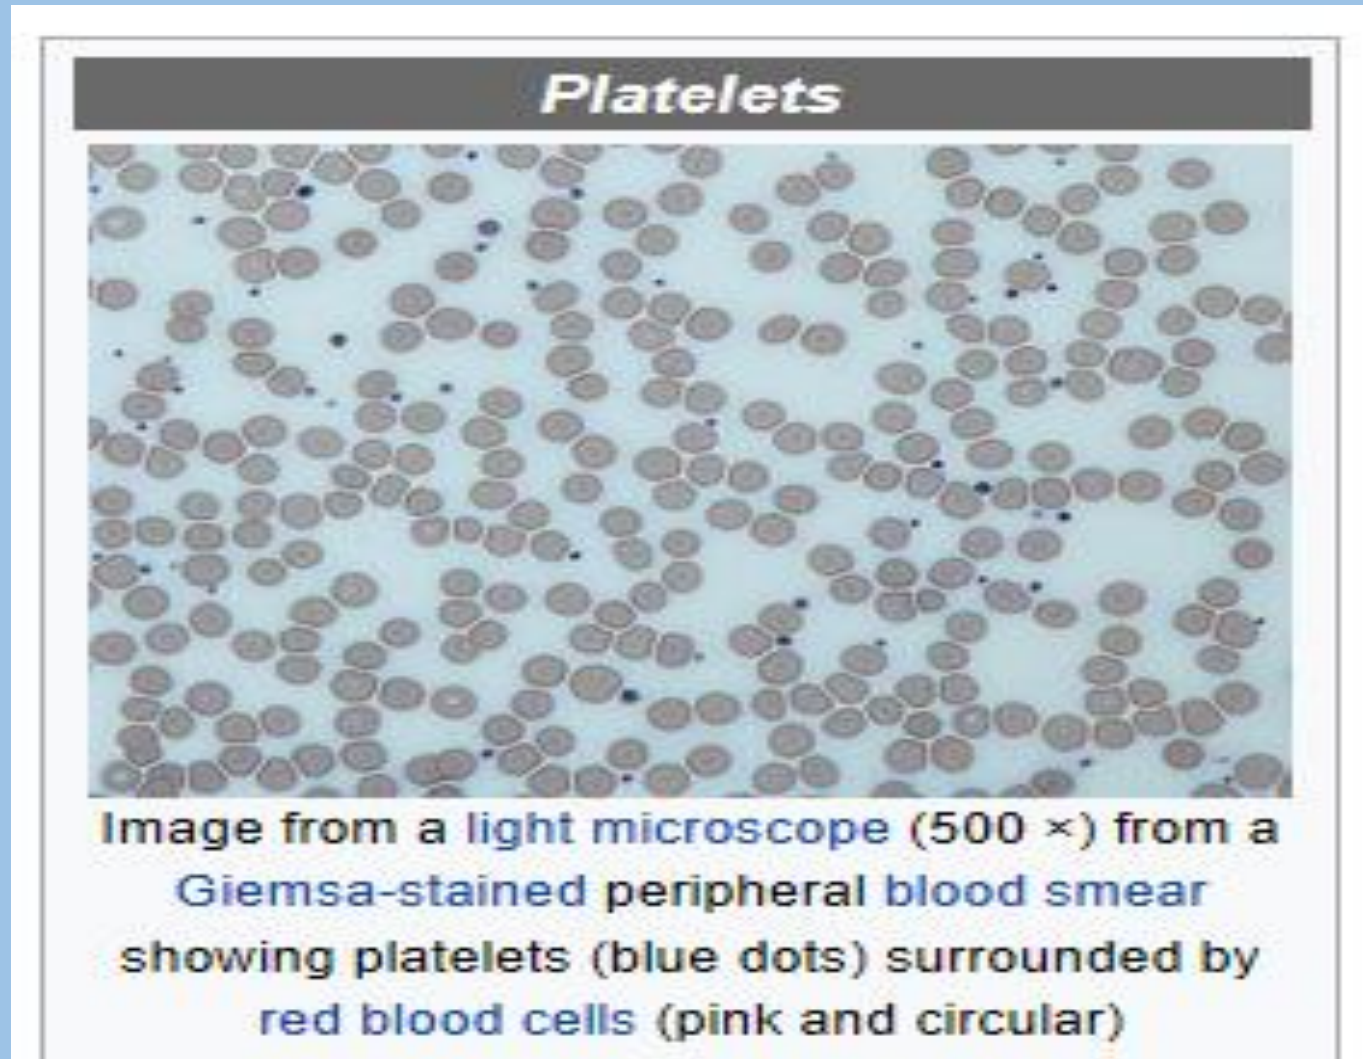 Platelets
Image from a light microscope (500 ×) from a
Giemsa-stained peripheral blood smear
showing platelets (blue dots) surrounded by
red blood cells (pink and circular)